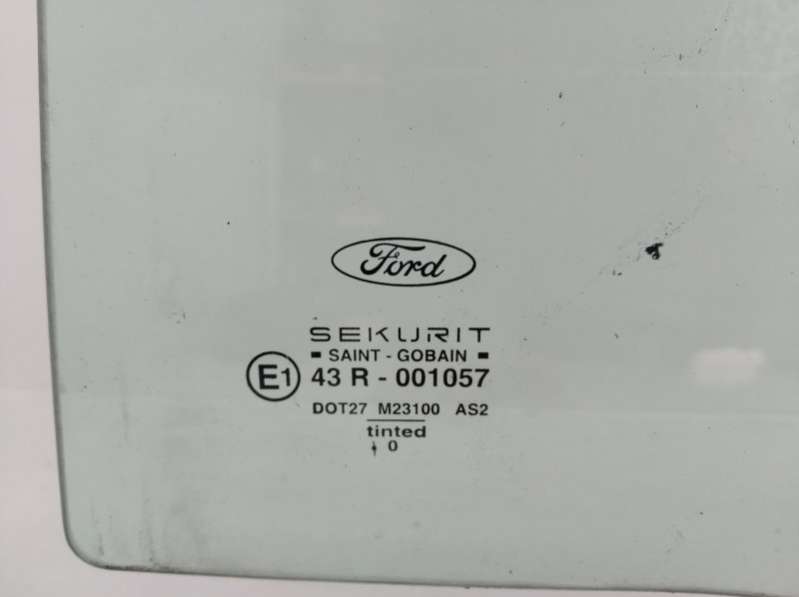 Ford
SEKURIT
SAINT - GOBAIN
E1 43 R - 001057
DOT27 M23100 AS2
tinted
0